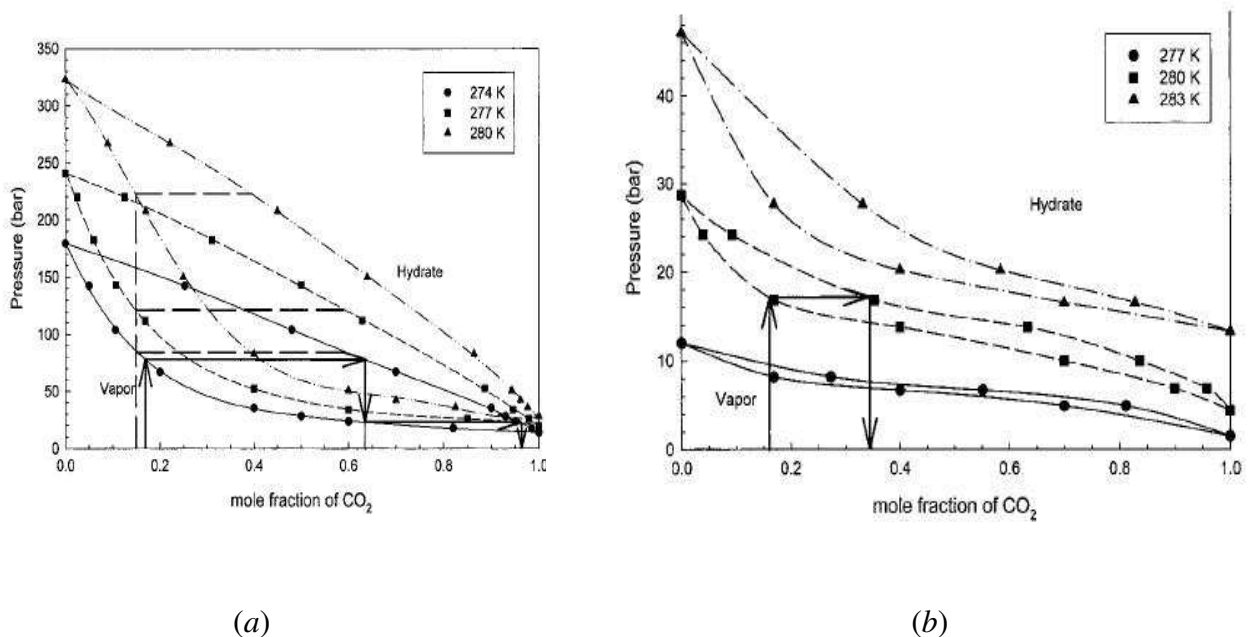 350
300
250
200
150
100
50
0
Pressure (bar)
274 K
277 K
280 K
Hydrate
Vapor
0.0 0.2 0.4 0.6 0.8 1.0
mole fraction of CO₂
(a)
40
30
20
10
0
Pressure (bar)
277 K
280 K
283 K
Hydrate
Vapor
0.0 0.2 0.4 0.6 0.8 1.0
mole fraction of CO₂
(b)